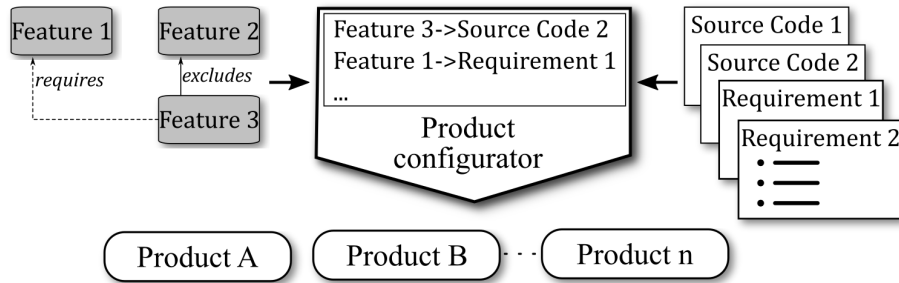 Feature 1
Feature 2
requires
excludes
Feature 3
Feature 3->Source Code 2
Feature 1->Requirement 1
...
Product
configurator
Source Code 1
Source Code 2
Requirement 1
Requirement 2
Product A
Product B
Product n